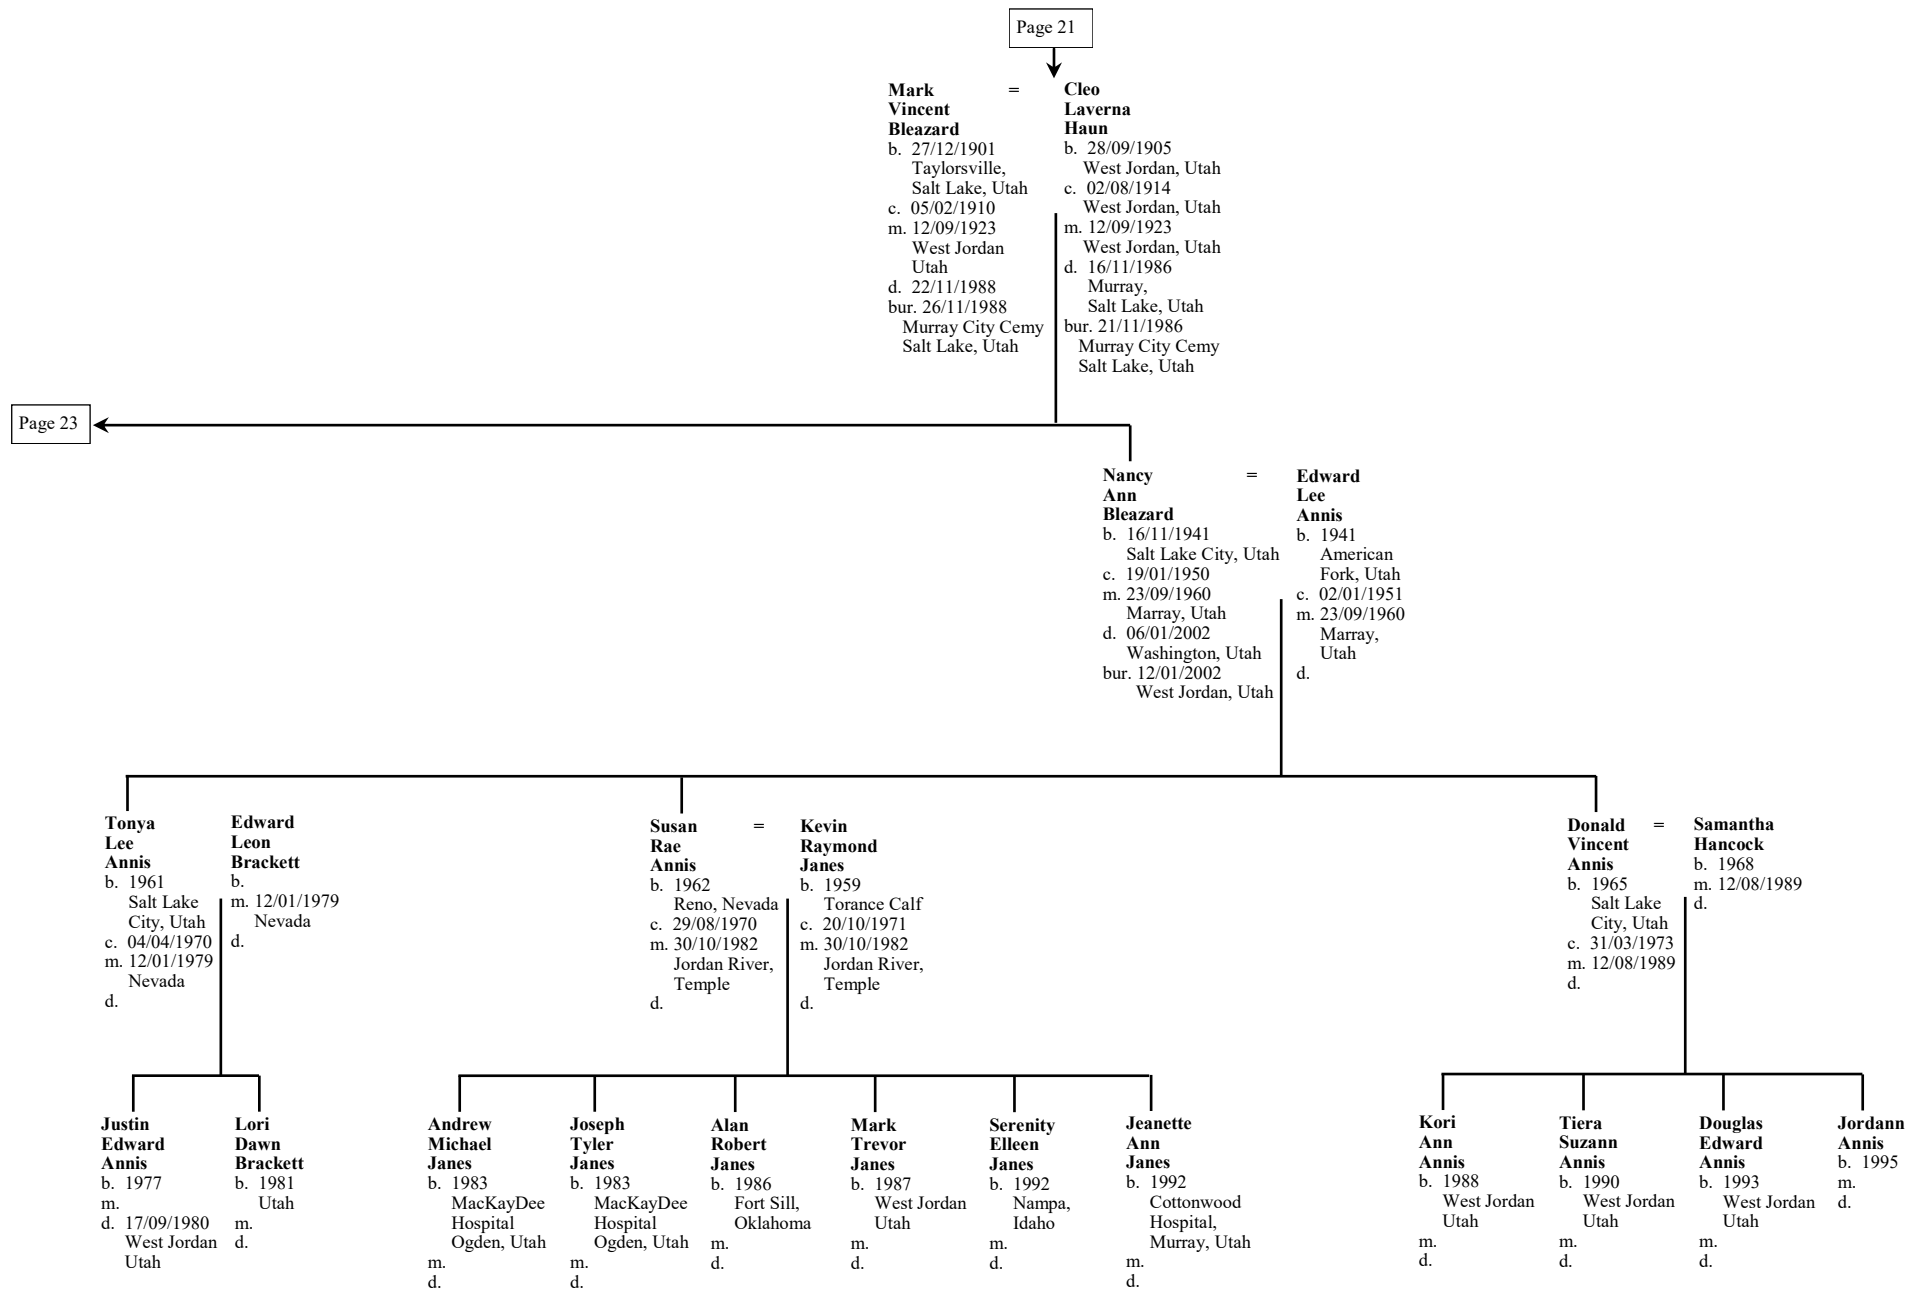 Page 21
Mark =
Vincent
Bleazard
b. 27/12/1901
Taylorsville,
Salt Lake, Utah
c. 05/02/1910
m. 12/09/1923
West Jordan
Utah
d. 22/11/1988
bur. 26/11/1988
Murray City Cemy
Salt Lake, Utah
Cleo
Laverna
Haun
b. 28/09/1905
West Jordan, Utah
c. 02/08/1914
West Jordan, Utah
m. 12/09/1923
West Jordan, Utah
d. 16/11/1986
Murray,
Salt Lake, Utah
bur. 21/11/1986
Murray City Cemy
Salt Lake, Utah
Page 23
Nancy =
Ann
Bleazard
b. 16/11/1941
Salt Lake City, Utah
c. 19/01/1950
m. 23/09/1960
Marray, Utah
d. 06/01/2002
Washington, Utah
bur. 12/01/2002
West Jordan, Utah
Edward
Lee
Annis
b. 1941
American
Fork, Utah
c. 02/01/1951
m. 23/09/1960
Marray,
Utah
d.
Tonya
Lee
Annis
b. 1961
Salt Lake
City, Utah
c. 04/04/1970
m. 12/01/1979
Nevada
d.
Edward
Leon
Brackett
b.
m. 12/01/1979
Nevada
d.
Susan =
Rae
Annis
b. 1962
Reno, Nevada
c. 29/08/1970
m. 30/10/1982
Jordan River,
Temple
d.
Kevin
Raymond
Janes
b. 1959
Torance Calf
c. 20/10/1971
m. 30/10/1982
Jordan River,
Temple
d.
Donald =
Vincent
Annis
b. 1965
Salt Lake
City, Utah
c. 31/03/1973
m. 12/08/1989
d.
Samantha
Hancock
b. 1968
m. 12/08/1989
d.
Justin
Edward
Annis
b. 1977
m.
d. 17/09/1980
West Jordan
Utah
Lori
Dawn
Brackett
b. 1981
Utah
m.
d.
Andrew
Michael
Janes
b. 1983
MacKayDee
Hospital
Ogden, Utah
m.
d.
Joseph
Tyler
Janes
b. 1983
MacKayDee
Hospital
Ogden, Utah
m.
d.
Alan
Robert
Janes
b. 1986
Fort Sill,
Oklahoma
m.
d.
Mark
Trevor
Janes
b. 1987
West Jordan
Utah
m.
d.
Serenity
Elleen
Janes
b. 1992
Nampa,
Idaho
m.
d.
Jeanette
Ann
Janes
b. 1992
Cottonwood
Hospital,
Murray, Utah
m.
d.
Kori
Ann
Annis
b. 1988
West Jordan
Utah
m.
d.
Tiera
Suzann
Annis
b. 1990
West Jordan
Utah
m.
d.
Douglas
Edward
Annis
b. 1993
West Jordan
Utah
m.
d.
Jordann
Annis
b. 1995
m.
d.